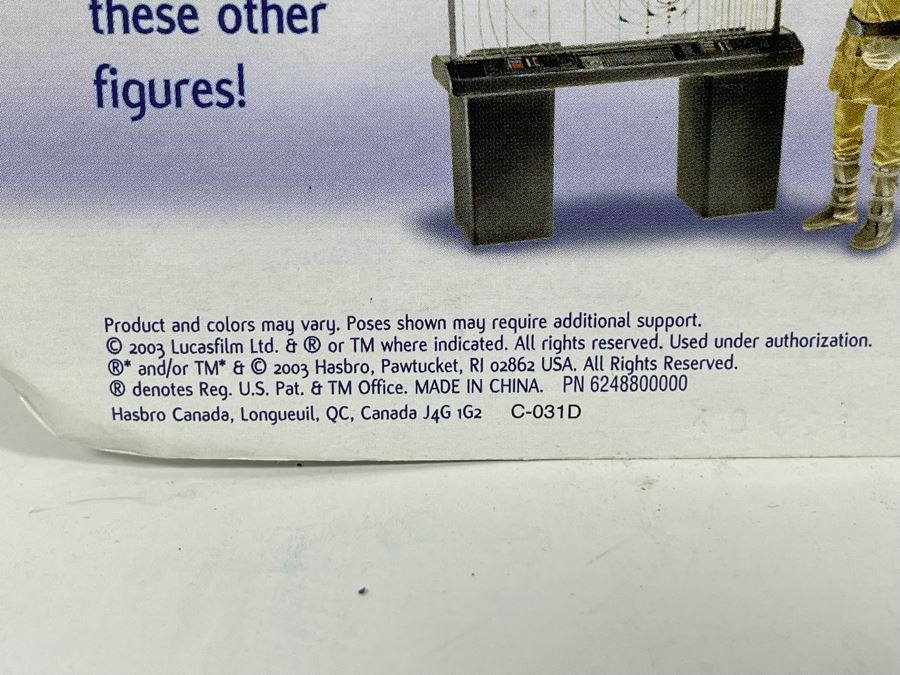 these other
figures!
Product and colors may vary. Poses shown may require additional support.
© 2003 Lucasfilm Ltd. & ® or TM where indicated. All rights reserved. Used under authorization.
®* and/or TM* & © 2003 Hasbro, Pawtucket, RI 02862 USA. All Rights Reserved.
® denotes Reg. U.S. Pat. & TM Office. MADE IN CHINA. PN 6248800000
Hasbro Canada, Longueuil, QC, Canada J4G 1G2 C-031D